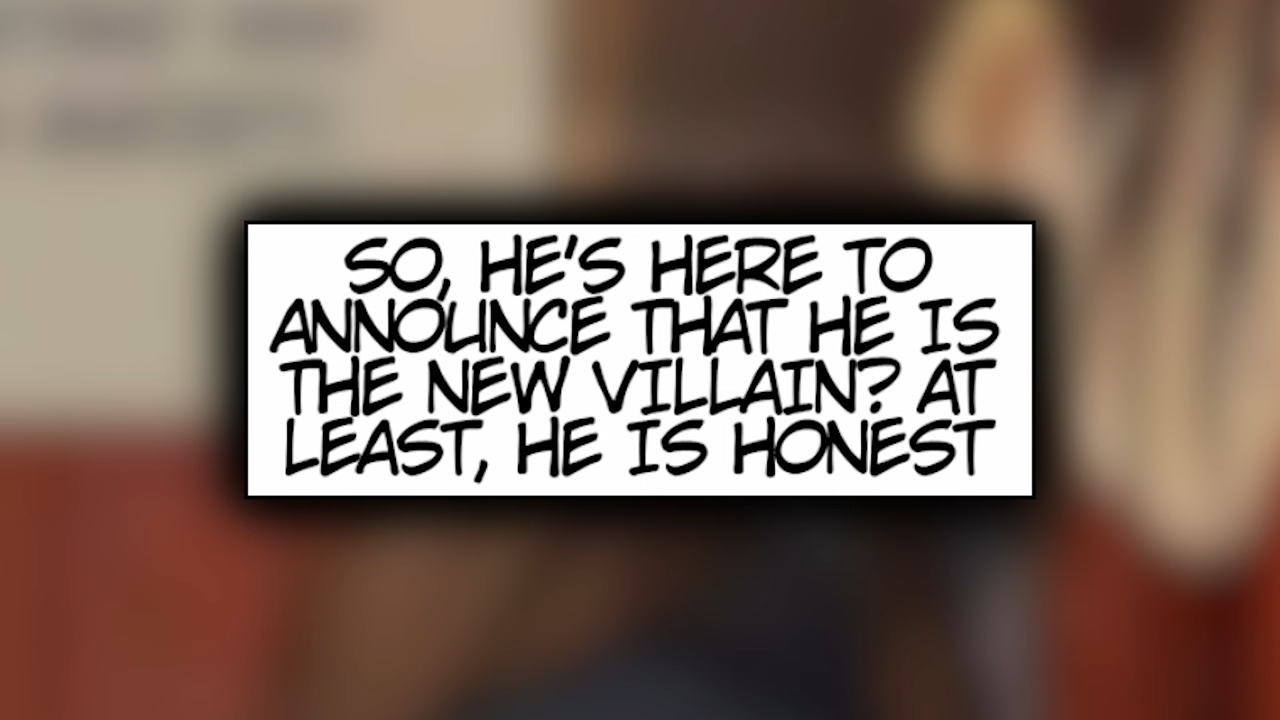 SO, HE'S HERE TO
ANNOUNCE THAT HE IS
THE NEW VILLAIN? AT
LEAST, HE IS HONEST